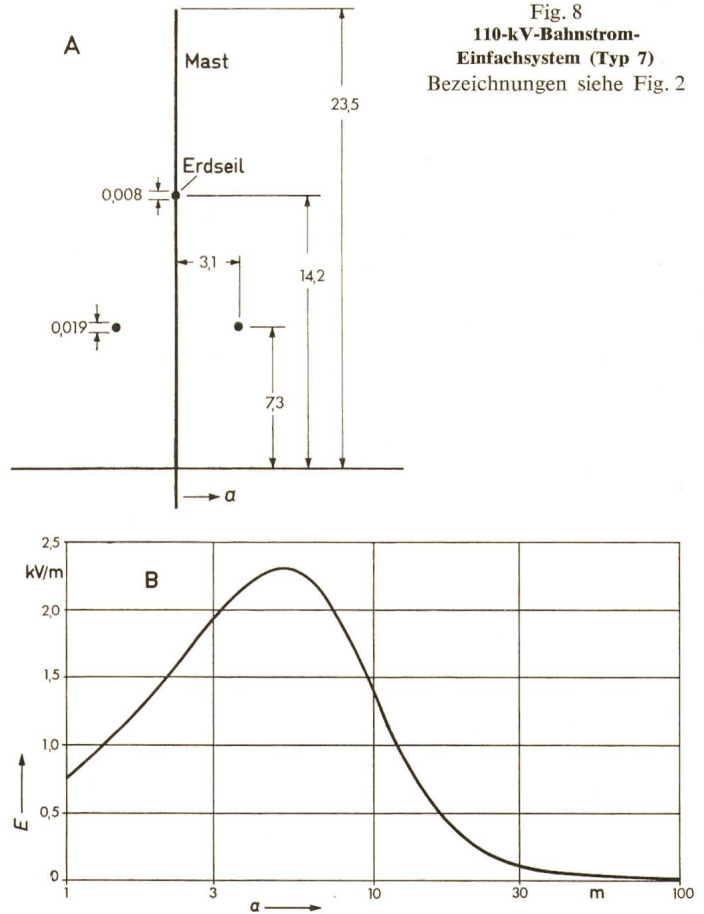 Fig. 8
110-kV-Bahnstrom-
Einfachsystem (Typ 7)
Bezeichnungen siehe Fig. 2
A
Mast
23,5
Erdseil
0,008
3,1
14,2
0,019
7,3
a
2,5
kV/m
B
2,0
1,5
1,0
0,5
0
E
1
3
10
30
m
100
a